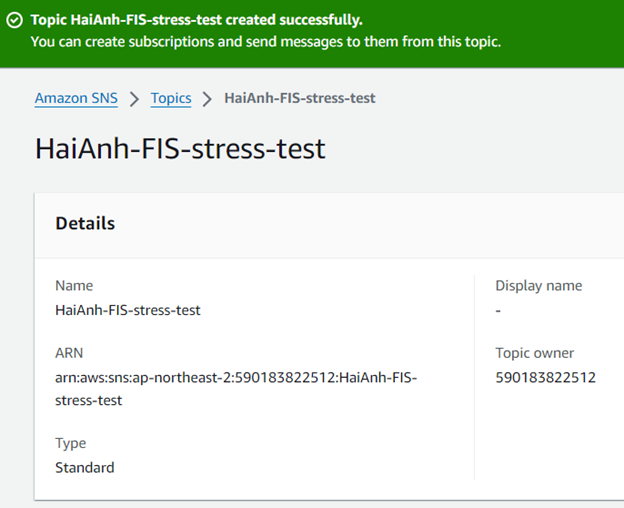 Topic HaiAnh-FIS-stress-test created successfully.
You can create subscriptions and send messages to them from this topic.
Amazon SNS > Topics > HaiAnh-FIS-stress-test
HaiAnh-FIS-stress-test
Details
Name
HaiAnh-FIS-stress-test
ARN
arn:aws:sns:ap-northeast-2:590183822512:HaiAnh-FIS-
stress-test
Type
Standard
Display name
-
Topic owner
590183822512